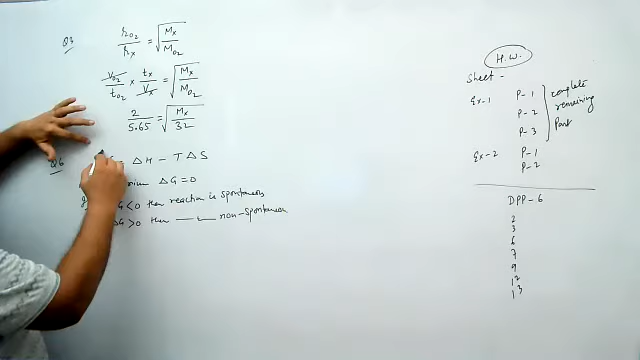 Q4 r_O2 / r_x = √(M_x / M_O2)
V_O2 / t_O2 × t_x / V_x = √(M_x / M_O2)
2 / 5.65 = √(M_x / 32)
Q6 = ΔH - TΔS
ΔG = 0
G < 0 then reaction is spontaneous
ΔG > 0 then —— " —— non-spontaneous
H.W.
Sheet -
Ex-1 P-1
P-2
P-3
complete
remaining
Part
Ex-2 P-1
P-2
DPP-6
2
3
6
7
9
12
13